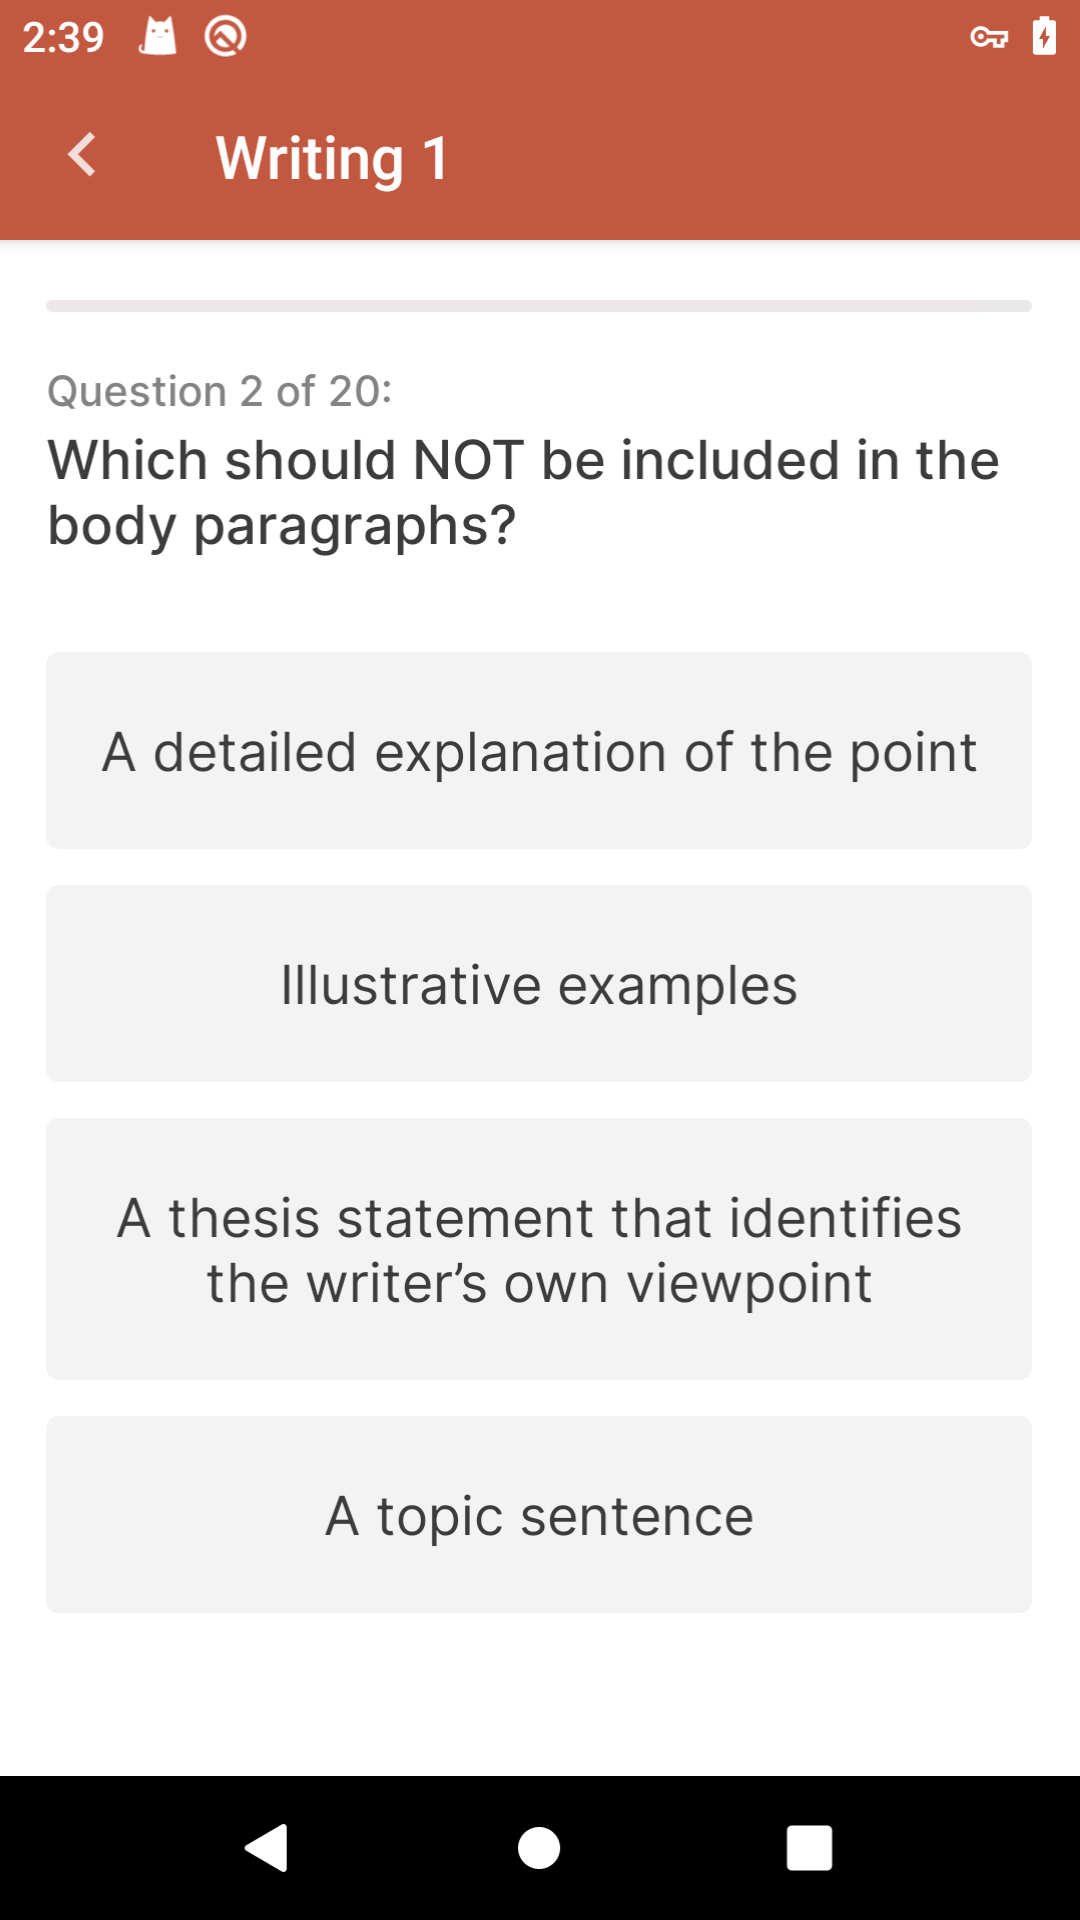 2:39
Writing 1
Question 2 of 20:
Which should NOT be included in the
body paragraphs?
A detailed explanation of the point
Illustrative examples
A thesis statement that identifies
the writer’s own viewpoint
A topic sentence